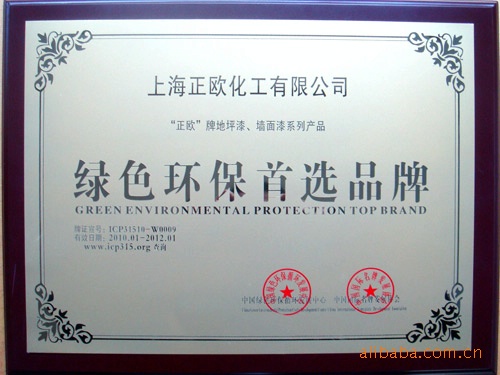 上海正欧化工有限公司
“正欧”牌地坪漆、墙面漆系列产品
绿色环保首选品牌
GREEN ENVIRONMENTAL PROTECTION TOP BRAND
牌证官号:ICP31510-W0009
有效日期:2010.01-2012.01
www.icp315.org 查询
alibaba.com.cn